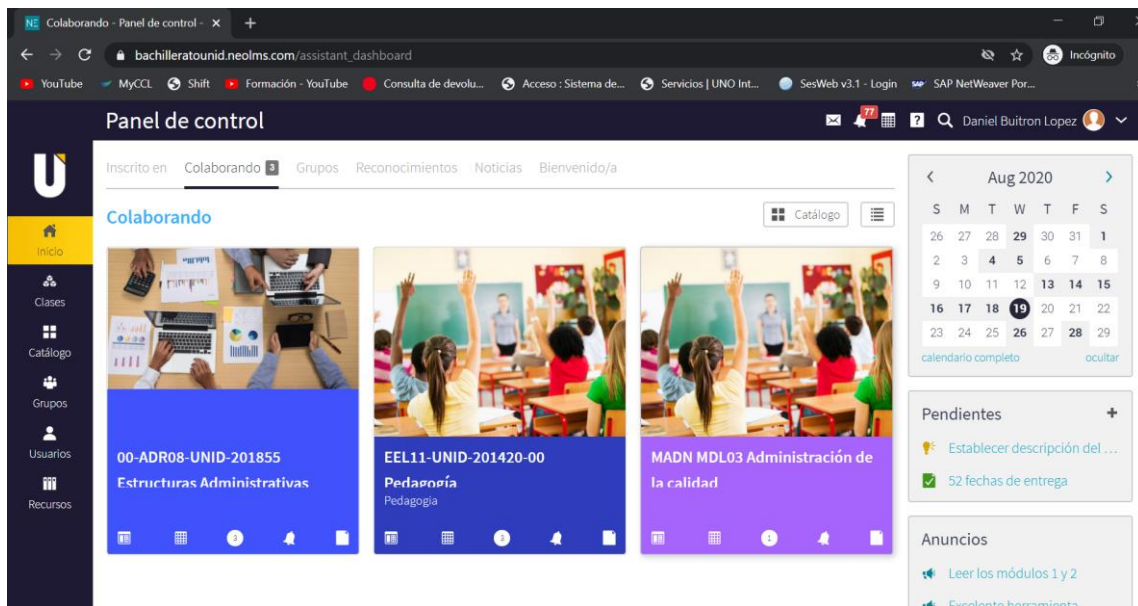 Colaborando - Panel de control -
bachilleratounid.neolms.com/assistant_dashboard
Incógnito
YouTube MyCCL Shift Formación - YouTube Consulta de devolu... Acceso : Sistema de... Servicios | UNO Int... SesWeb v3.1 - Login SAP NetWeaver Por...
Panel de control
77
Daniel Buitron Lopez
U
Inicio
Clases
Catálogo
Grupos
Usuarios
Recursos
Inscrito en Colaborando 3 Grupos Reconocimientos Noticias Bienvenido/a
Colaborando
Catálogo
00-ADR08-UNID-201855
Estructuras Administrativas
3
EEL11-UNID-201420-00
Pedagogía
Pedagogia
3
MADN MDL03 Administración de
la calidad
1
Aug 2020
S M T W T F S
26 27 28 29 30 31 1
2 3 4 5 6 7 8
9 10 11 12 13 14 15
16 17 18 19 20 21 22
23 24 25 26 27 28 29
calendario completo ocultar
Pendientes
Establecer descripción del ...
52 fechas de entrega
Anuncios
Leer los módulos 1 y 2
Excelente herramienta